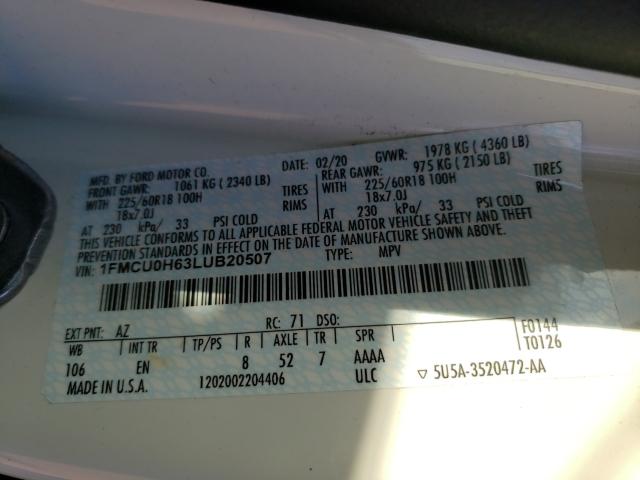 MFD. BY FORD MOTOR CO. DATE: 02/20 GVWR: 1978 KG ( 4360 LB)
FRONT GAWR: 1061 KG ( 2340 LB) REAR GAWR: 975 KG ( 2150 LB)
WITH 225/60R18 100H TIRES WITH 225/60R18 100H TIRES
18x7.0J RIMS 18x7.0J RIMS
AT 230 kPa/ 33 PSI COLD AT 230 kPa/ 33 PSI COLD
THIS VEHICLE CONFORMS TO ALL APPLICABLE FEDERAL MOTOR VEHICLE SAFETY AND THEFT
PREVENTION STANDARDS IN EFFECT ON THE DATE OF MANUFACTURE SHOWN ABOVE.
VIN: 1FMCU0H63LUB20507 TYPE: MPV
EXT PNT: AZ RC: 71 DSO: F0144
WB INT TR TP/PS R AXLE TR SPR T0126
106 EN 8 52 7 AAAA
MADE IN U.S.A. 1202002204406 ULC ▽ 5U5A-3520472-AA